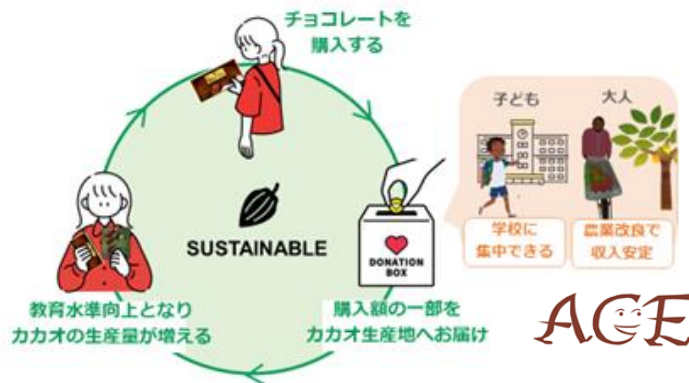 チョコレートを
購入する
子ども
大人
学校に
集中できる
農業改良で
収入安定
DONATION
BOX
購入額の一部を
カカオ生産地へお届け
教育水準向上となり
カカオの生産量が増える
SUSTAINABLE
ACE